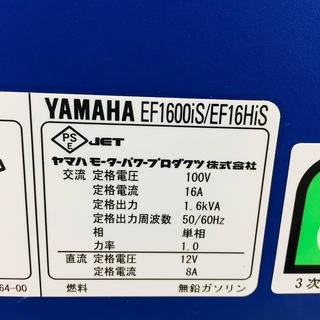 YAMAHA EF1600iS/EF16HiS
PS
E
JET
ヤマハモーターパワープロダクツ株式会社
交流 定格電圧 100V
定格電流 16A
定格出力 1.6kVA
定格出力周波数 50/60Hz
相 単相
力率 1.0
直流 定格電圧 12V
定格電流 8A
燃料 無鉛ガソリン
64-00
3次